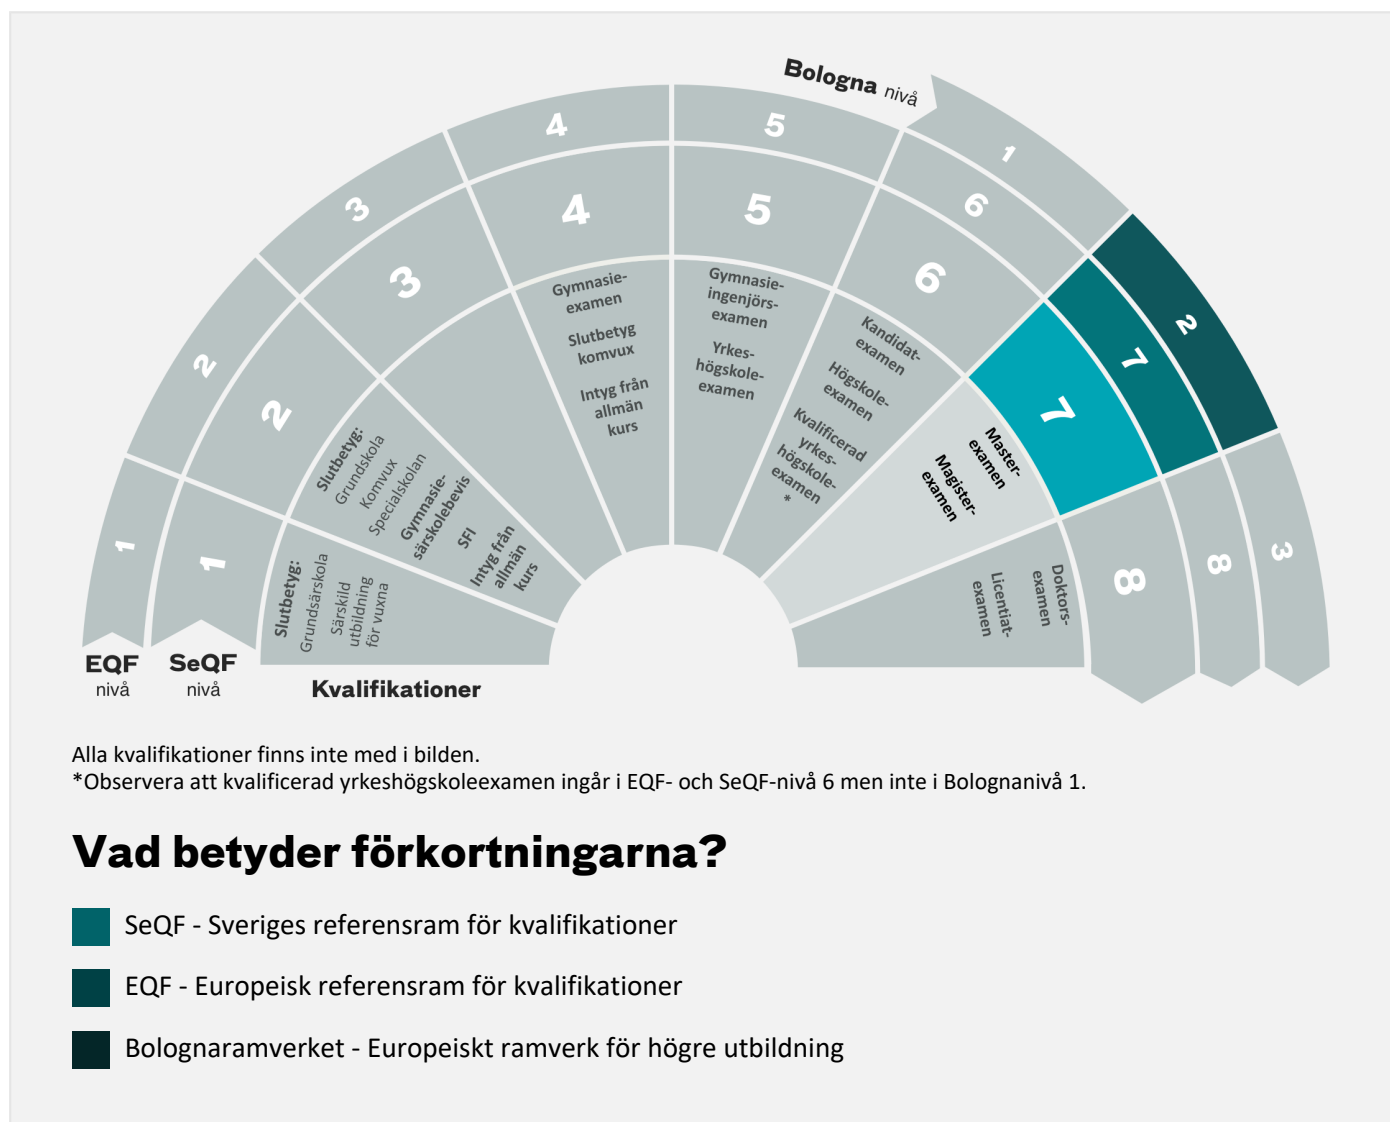 Bologna nivå
1
2
3
1
2
3
4
5
6
7
8
1
2
3
4
5
6
7
8
EQF
nivå
SeQF
nivå
Kvalifikationer
Slutbetyg:
Grundsärskola
Särskild
utbildning
för vuxna
Slutbetyg:
Grundskola
Komvux
Specialskolan
Gymnasie-
särskolebevis
SFI
Intyg från
allmän
kurs
Gymnasie-
examen
Slutbetyg
komvux
Intyg från
allmän
kurs
Gymnasie-
ingenjörs-
examen
Yrkes-
högskole-
examen
Kandidat-
examen
Högskole-
examen
Kvalificerad
yrkes-
högskole-
examen
*
Master-
examen
Magister-
examen
Doktors-
examen
Licentiat-
examen
Alla kvalifikationer finns inte med i bilden.
*Observera att kvalificerad yrkeshögskoleexamen ingår i EQF- och SeQF-nivå 6 men inte i Bolognanivå 1.
Vad betyder förkortningarna?
SeQF - Sveriges referensram för kvalifikationer
EQF - Europeisk referensram för kvalifikationer
Bolognaramverket - Europeiskt ramverk för högre utbildning